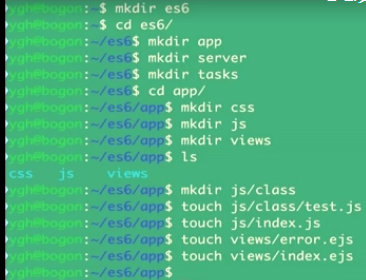 ygh@bogon:~$ mkdir es6
ygh@bogon:~$ cd es6/
ygh@bogon:~/es6$ mkdir app
ygh@bogon:~/es6$ mkdir server
ygh@bogon:~/es6$ mkdir tasks
ygh@bogon:~/es6$ cd app/
ygh@bogon:~/es6/app$ mkdir css
ygh@bogon:~/es6/app$ mkdir js
ygh@bogon:~/es6/app$ mkdir views
ygh@bogon:~/es6/app$ ls
css js views
ygh@bogon:~/es6/app$ mkdir js/class
ygh@bogon:~/es6/app$ touch js/class/test.js
ygh@bogon:~/es6/app$ touch js/index.js
ygh@bogon:~/es6/app$ touch views/error.ejs
ygh@bogon:~/es6/app$ touch views/index.ejs
ygh@bogon:~/es6/app$